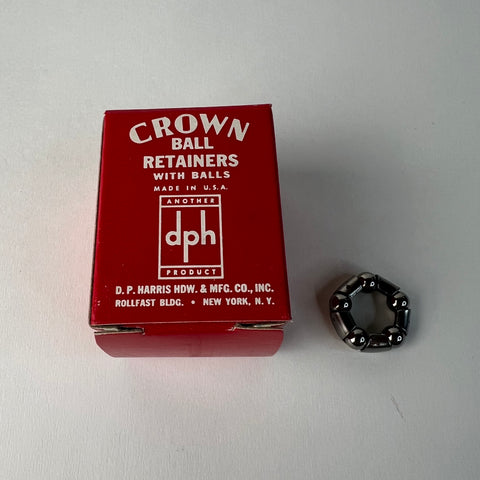 CROWN
BALL
RETAINERS
WITH BALLS
MADE IN U.S.A.
ANOTHER
dph
PRODUCT
D. P. HARRIS HDW. & MFG. CO., INC.
ROLLFAST BLDG. • NEW YORK, N. Y.